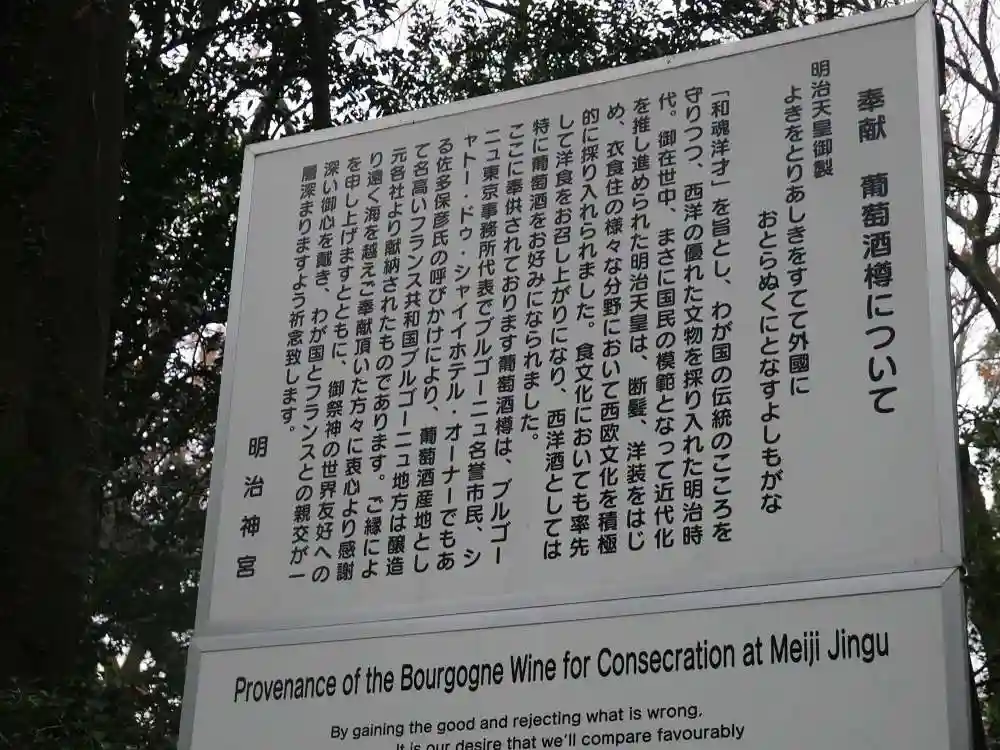 奉献　葡萄酒樽について
明治天皇御製
よきをとりあしきをすてて外國に
おとらぬくにとなすよしもがな
「和魂洋才」を旨とし、わが国の伝統のこころを
守りつつ、西洋の優れた文物を採り入れた明治時
代。御在世中、まさに国民の模範となって近代化
を推し進められた明治天皇は、断髪、洋装をはじ
め、衣食住の様々な分野において西欧文化を積極
的に採り入れられました。食文化においても率先
して洋食をお召し上がりになり、西洋酒としては
特に葡萄酒をお好みになられました。
ここに奉供されております葡萄酒樽は、ブルゴー
ニュ東京事務所代表でブルゴーニュ名誉市民、シ
ャトー・ドゥ・シャイイホテル・オーナーでもあ
る佐多保彦氏の呼びかけにより、葡萄酒産地とし
て名高いフランス共和国ブルゴーニュ地方は醸造
元各社より献納されたものであります。ご縁によ
り遠く海を越えご奉献頂いた方々に衷心より感謝
を申し上げますとともに、御祭神の世界友好への
深い御心を戴き、わが国とフランスとの親交が一
層深まりますよう祈念致します。
明治神宮
Provenance of the Bourgogne Wine for Consecration at Meiji Jingu
By gaining the good and rejecting what is wrong,
It is our desire that we'll compare favourably